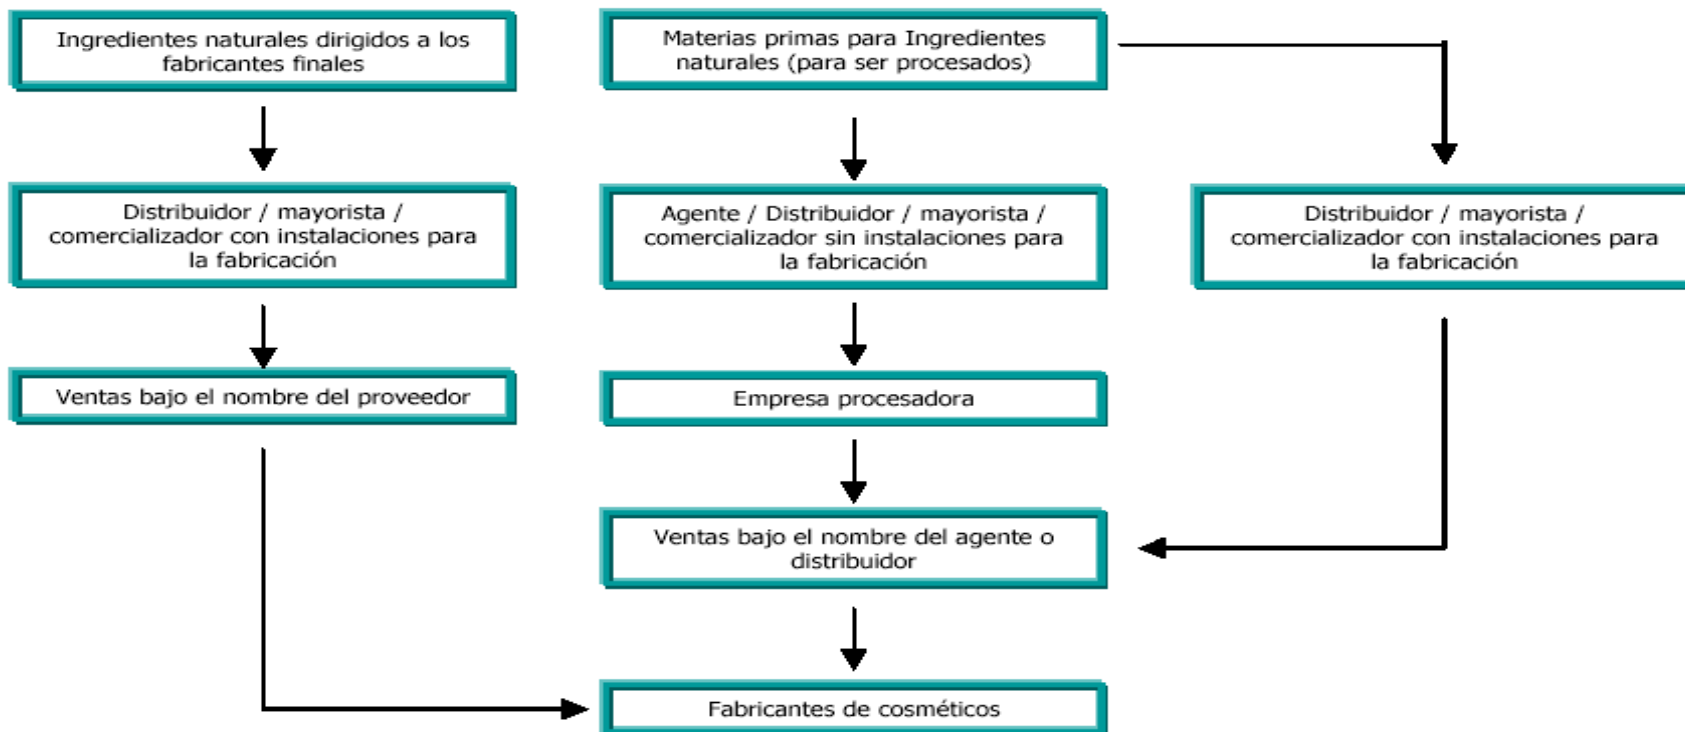 Ingredientes naturales dirigidos a los
fabricantes finales
Materias primas para Ingredientes
naturales (para ser procesados)
Distribuidor / mayorista /
comercializador con instalaciones para
la fabricación
Agente / Distribuidor / mayorista /
comercializador sin instalaciones para
la fabricación
Distribuidor / mayorista /
comercializador con instalaciones para
la fabricación
Ventas bajo el nombre del proveedor
Empresa procesadora
Ventas bajo el nombre del agente o
distribuidor
Fabricantes de cosméticos